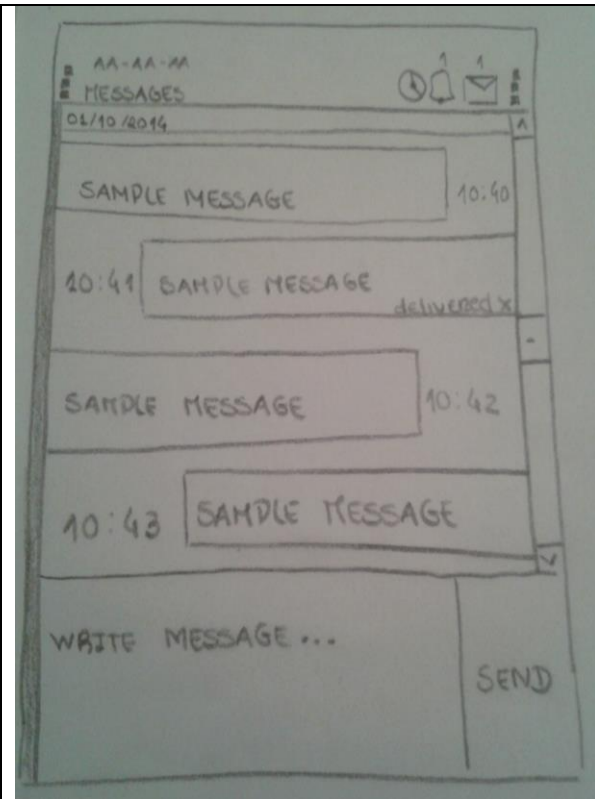 AA-AA-AA
1 1
MESSAGES
01/10/2014
SAMPLE MESSAGE 10:40
10:41 SAMPLE MESSAGE
delivered x
SAMPLE MESSAGE 10:42
10:43 SAMPLE MESSAGE
WRITE MESSAGE...
SEND